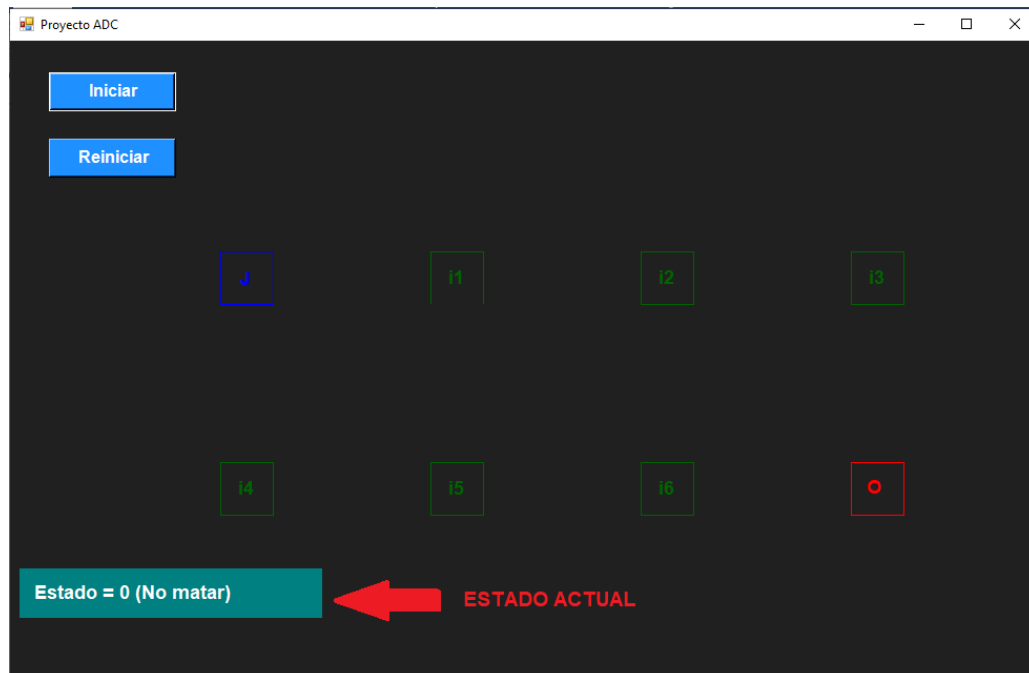 Proyecto ADC
Iniciar
Reiniciar
J i1 i2 i3
i4 i5 i6 O
Estado = 0 (No matar)
ESTADO ACTUAL